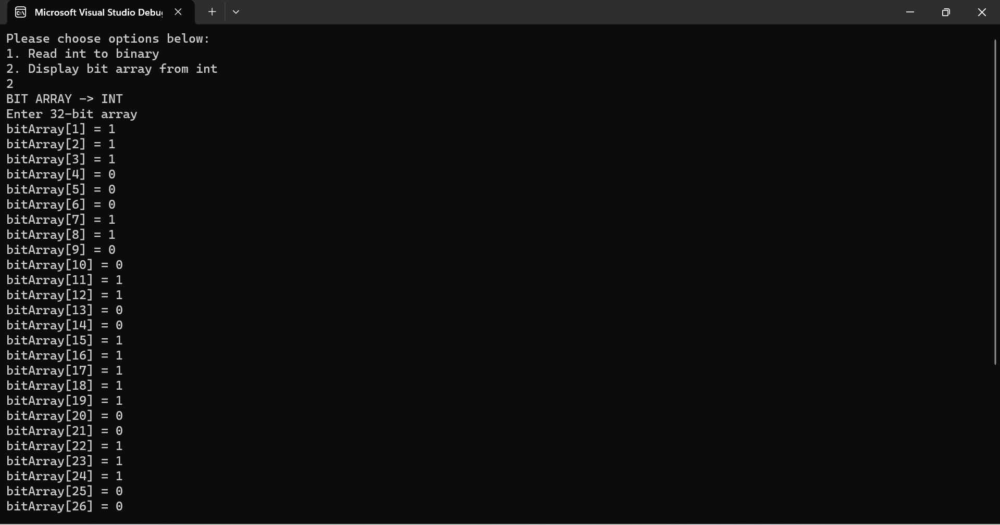 Microsoft Visual Studio Debu
Please choose options below:
1. Read int to binary
2. Display bit array from int
2
BIT ARRAY -> INT
Enter 32-bit array
bitArray[1] = 1
bitArray[2] = 1
bitArray[3] = 1
bitArray[4] = 0
bitArray[5] = 0
bitArray[6] = 0
bitArray[7] = 1
bitArray[8] = 1
bitArray[9] = 0
bitArray[10] = 0
bitArray[11] = 1
bitArray[12] = 1
bitArray[13] = 0
bitArray[14] = 0
bitArray[15] = 1
bitArray[16] = 1
bitArray[17] = 1
bitArray[18] = 1
bitArray[19] = 1
bitArray[20] = 0
bitArray[21] = 0
bitArray[22] = 1
bitArray[23] = 1
bitArray[24] = 1
bitArray[25] = 0
bitArray[26] = 0